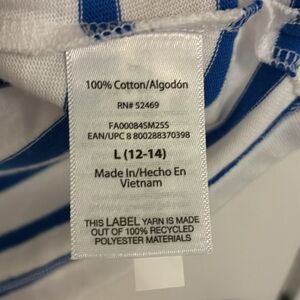 100% Cotton/Algodón
RN# 52469
FA000845M255
EAN/UPC 8 800288370398
L (12-14)
Made In/Hecho En
Vietnam
THIS LABEL YARN IS MADE
OUT OF 100% RECYCLED
POLYESTER MATERIALS